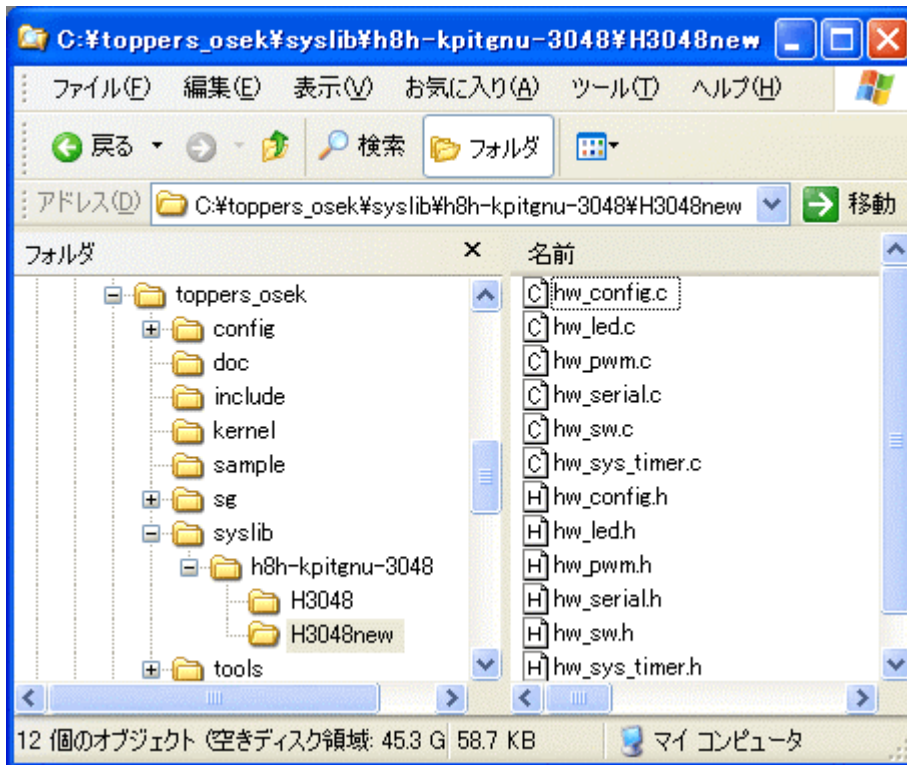 C:¥toppers_osek¥syslib¥h8h-kpitgnu-3048¥H3048new
ファイル(F) 編集(E) 表示(V) お気に入り(A) ツール(T) ヘルプ(H)
戻る 検索 フォルダ
アドレス(D) C:¥toppers_osek¥syslib¥h8h-kpitgnu-3048¥H3048new 移動
フォルダ
toppers_osek
config
doc
include
kernel
sample
sg
syslib
h8h-kpitgnu-3048
H3048
H3048new
tools
名前
hw_config.c
hw_led.c
hw_pwm.c
hw_serial.c
hw_sw.c
hw_sys_timer.c
hw_config.h
hw_led.h
hw_pwm.h
hw_serial.h
hw_sw.h
hw_sys_timer.h
12 個のオブジェクト (空きディスク領域: 45.3 G 58.7 KB マイ コンピュータ